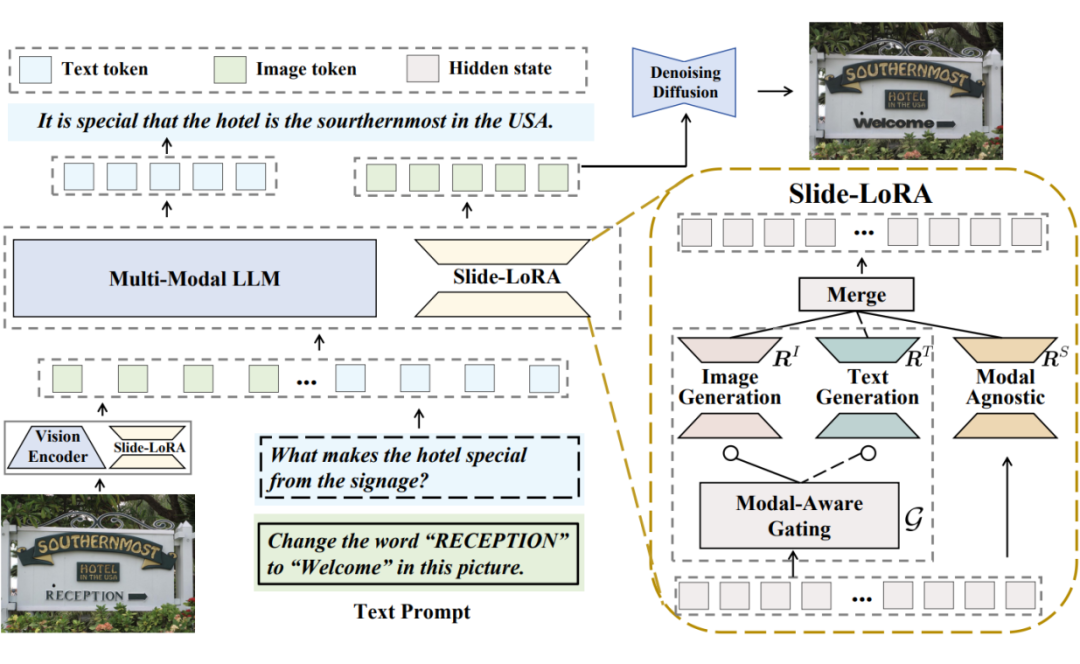 Text token
Image token
Hidden state
It is special that the hotel is the sourthernmost in the USA.
Denoising
Diffusion
SOUTHERNMOST
HOTEL
IN THE USA
Welcome
Multi-Modal LLM
Slide-LoRA
...
Vision
Encoder
Slide-LoRA
SOUTHERNMOST
HOTEL
IN THE USA
RECEPTION
What makes the hotel special
from the signage?
Change the word “RECEPTION”
to “Welcome” in this picture.
Text Prompt
Slide-LoRA
...
Merge
R^I
R^T
R^S
Image
Generation
Text
Generation
Modal
Agnostic
Modal-Aware
Gating
G
...